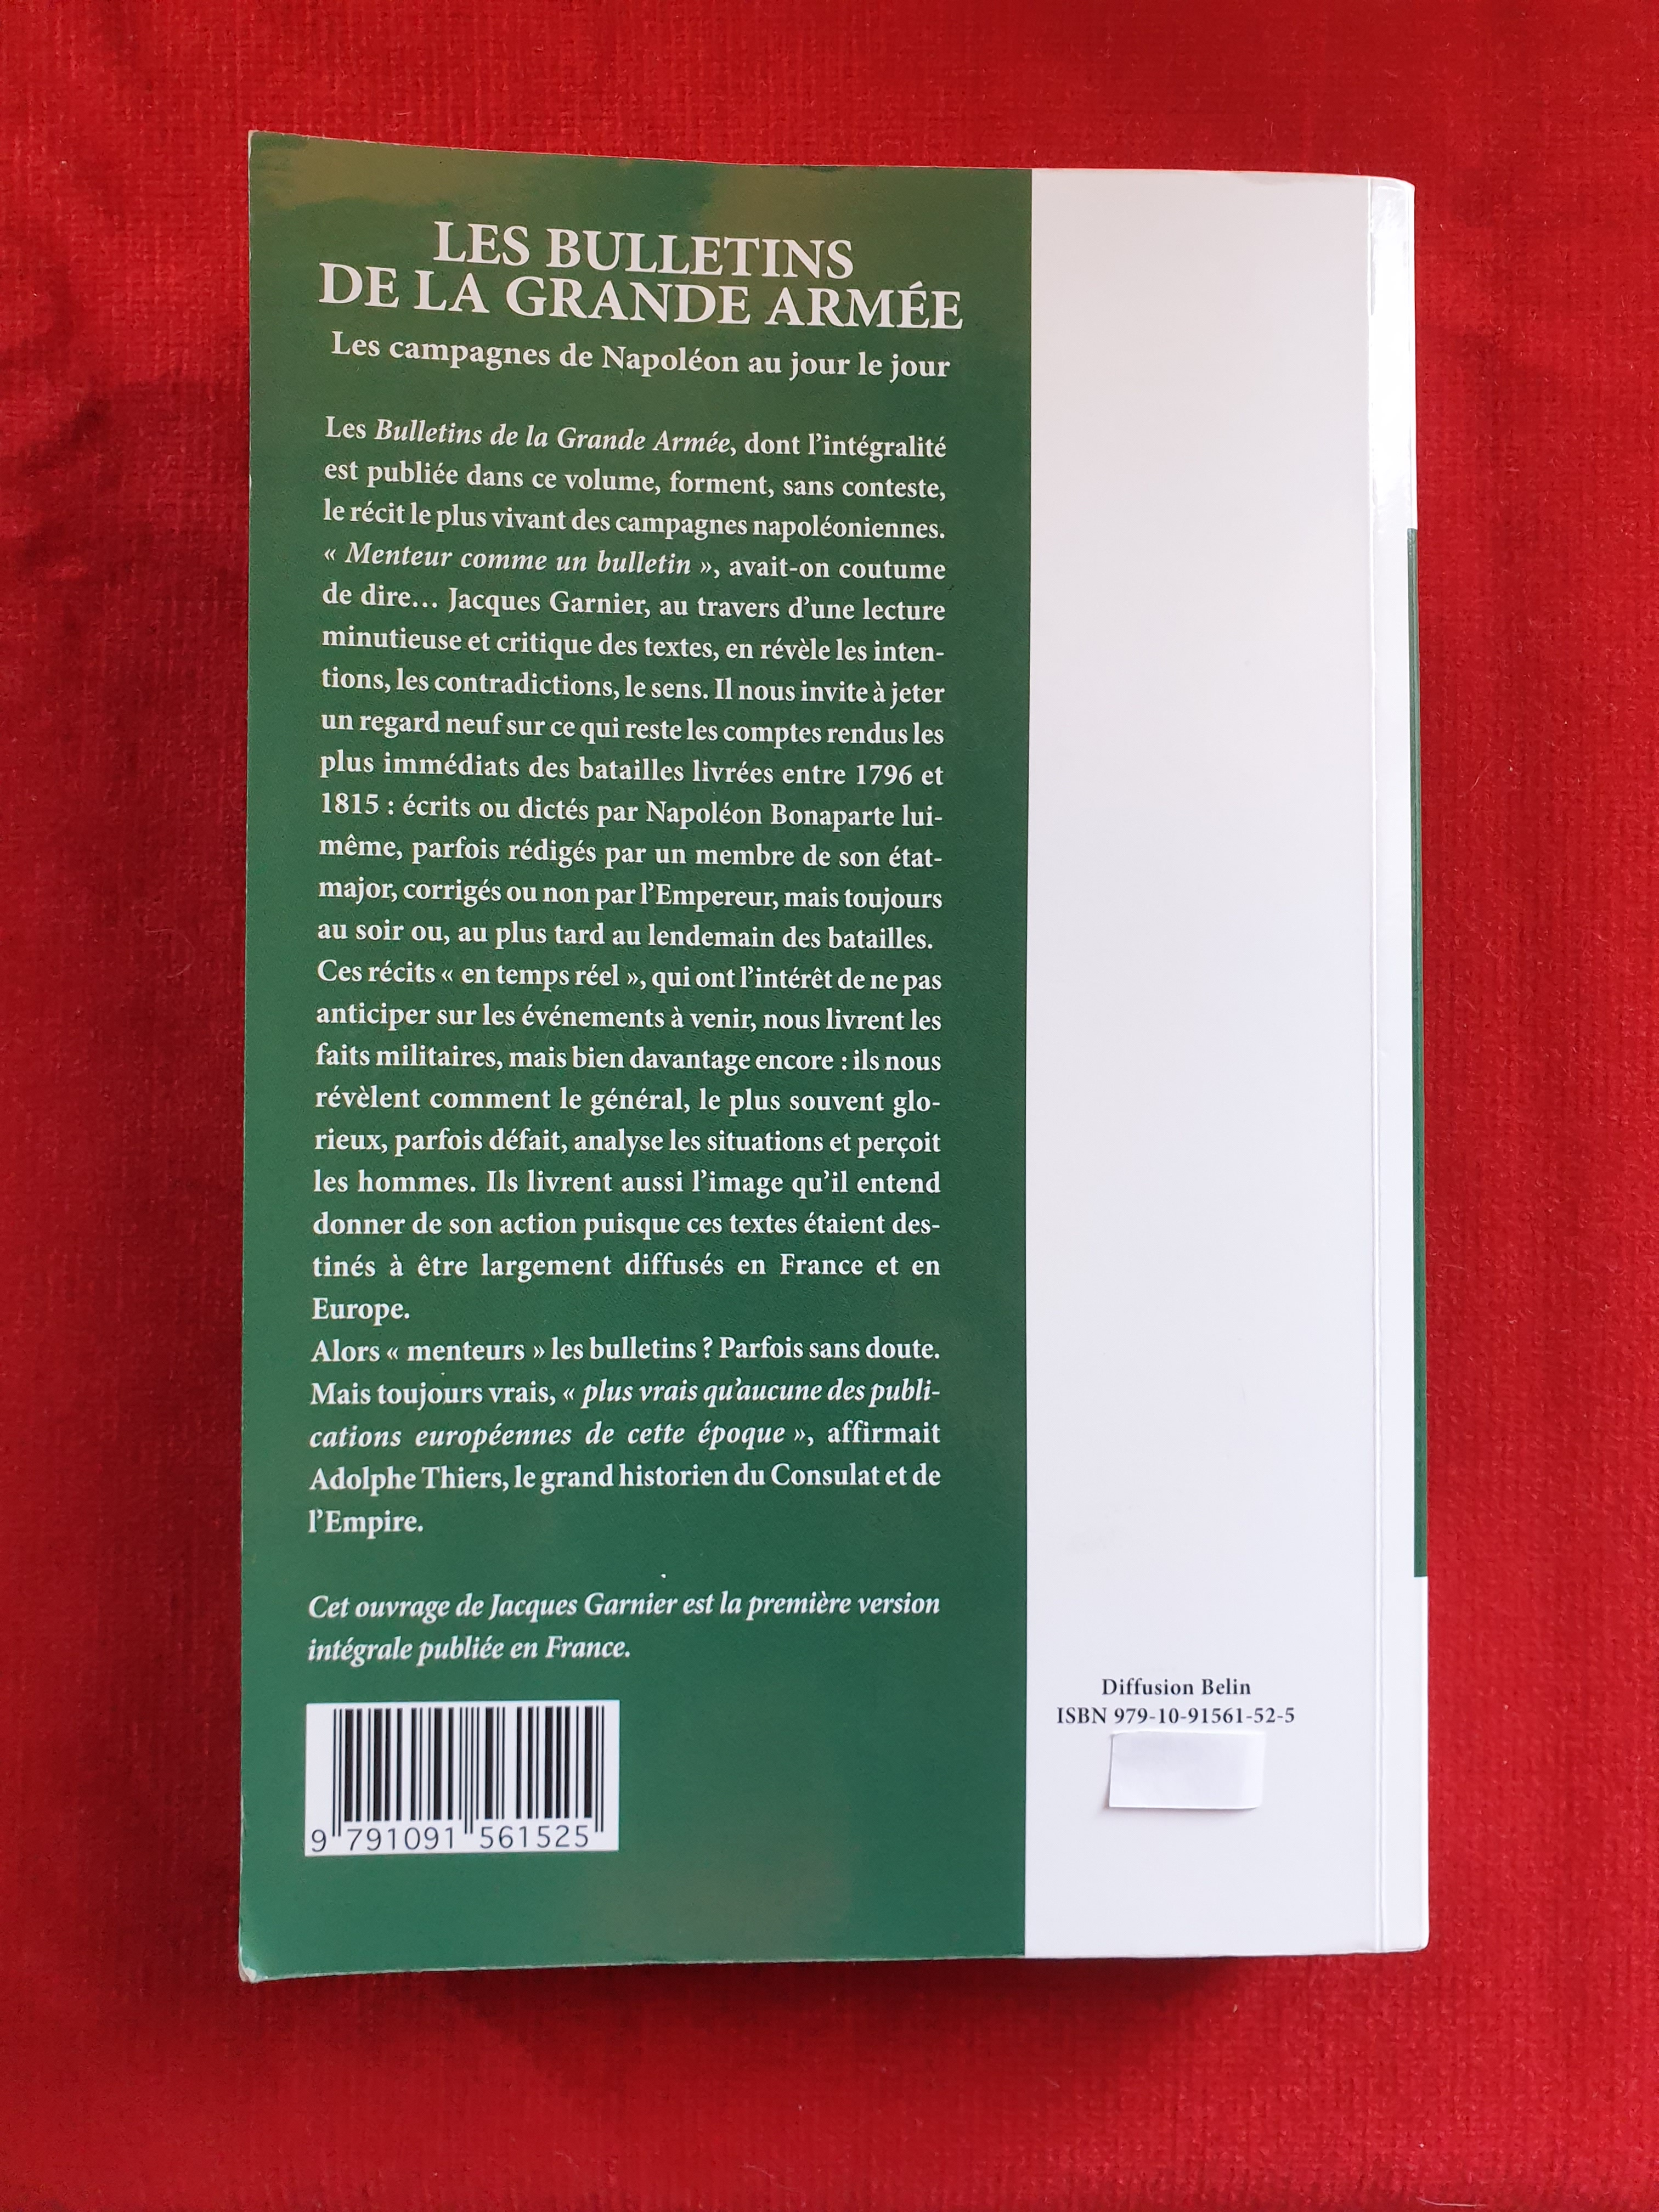 LES BULLETINS
DE LA GRANDE ARMÉE
Les campagnes de Napoléon au jour le jour
Les Bulletins de la Grande Armée, dont l'intégralité
est publiée dans ce volume, forment, sans conteste,
le récit le plus vivant des campagnes napoléoniennes.
« Menteur comme un bulletin », avait-on coutume
de dire… Jacques Garnier, au travers d'une lecture
minutieuse et critique des textes, en révèle les inten-
tions, les contradictions, le sens. Il nous invite à jeter
un regard neuf sur ce qui reste les comptes rendus les
plus immédiats des batailles livrées entre 1796 et
1815 : écrits ou dictés par Napoléon Bonaparte lui-
même, parfois rédigés par un membre de son état-
major, corrigés ou non par l'Empereur, mais toujours
au soir ou, au plus tard au lendemain des batailles.
Ces récits « en temps réel », qui ont l'intérêt de ne pas
anticiper sur les événements à venir, nous livrent les
faits militaires, mais bien davantage encore : ils nous
révèlent comment le général, le plus souvent glo-
rieux, parfois défait, analyse les situations et perçoit
les hommes. Ils livrent aussi l'image qu'il entend
donner de son action puisque ces textes étaient des-
tinés à être largement diffusés en France et en
Europe.
Alors « menteurs » les bulletins ? Parfois sans doute.
Mais toujours vrais, « plus vrais qu'aucune des publi-
cations européennes de cette époque », affirmait
Adolphe Thiers, le grand historien du Consulat et de
l'Empire.
Cet ouvrage de Jacques Garnier est la première version
intégrale publiée en France.
9 791091 561525
Diffusion Belin
ISBN 979-10-91561-52-5